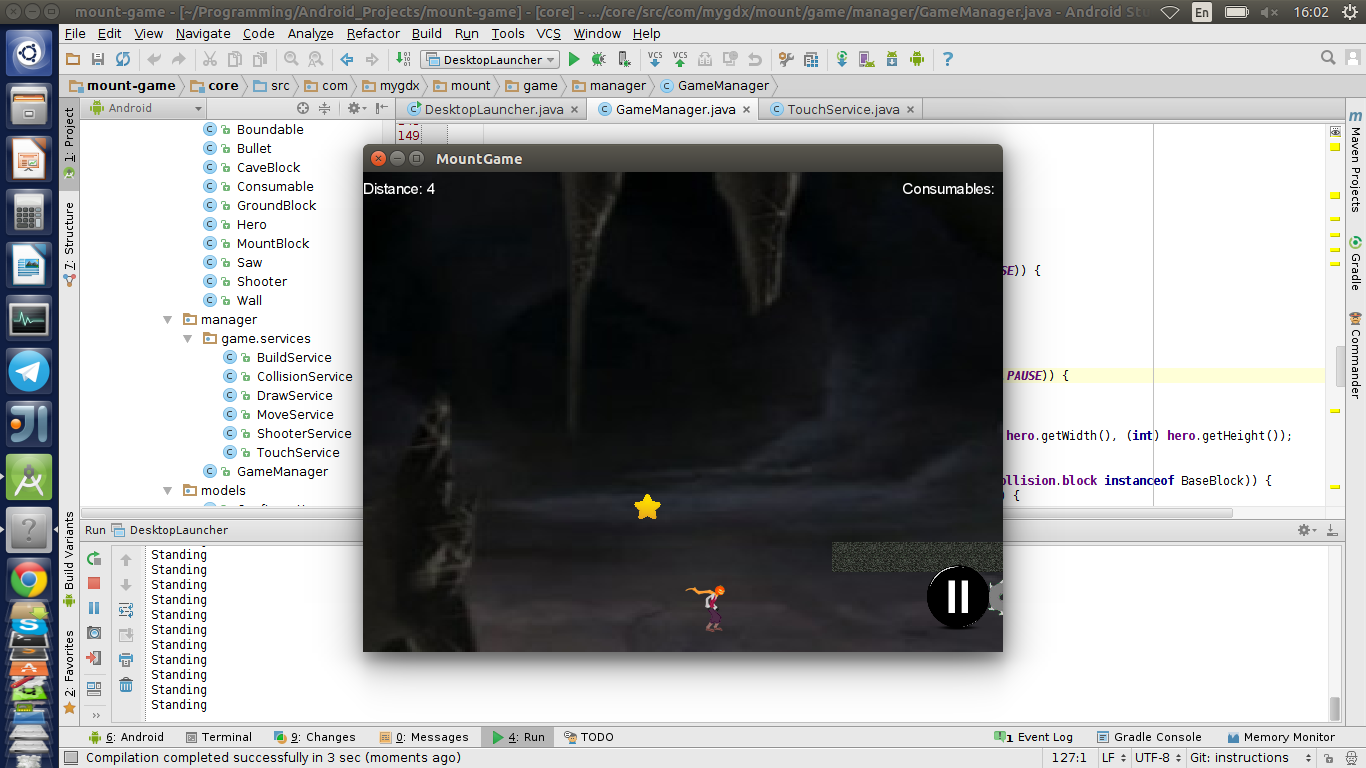 mount-game - [~/Programming/Android_Projects/mount-game] - [core] - .../core/src/com/mygdx/mount/game/manager/GameManager.java - Android Stu
En
16:02
File Edit View Navigate Code Analyze Refactor Build Run Tools VCS Window Help
DesktopLauncher
VCS VCS
mount-game core src com mygdx mount game manager GameManager
Android
DesktopLauncher.java GameManager.java TouchService.java
1: Project
7: Structure
Build Variants
2: Favorites
Boundable
Bullet
CaveBlock
Consumable
GroundBlock
Hero
MountBlock
Saw
Shooter
Wall
manager
game.services
BuildService
CollisionService
DrawService
MoveService
ShooterService
TouchService
GameManager
models
149
MountGame
Distance: 4
Consumables:
SE)) {
PAUSE)) {
hero.getWidth(), (int) hero.getHeight());
ollision.block instanceof BaseBlock)) {
) {
Maven Projects
Gradle
Commander
Run DesktopLauncher
Standing
Standing
Standing
Standing
Standing
Standing
Standing
Standing
Standing
Standing
Standing
6: Android Terminal 9: Changes 0: Messages 4: Run TODO
1 Event Log Gradle Console Memory Monitor
Compilation completed successfully in 3 sec (moments ago)
127:1 LF UTF-8 Git: instructions